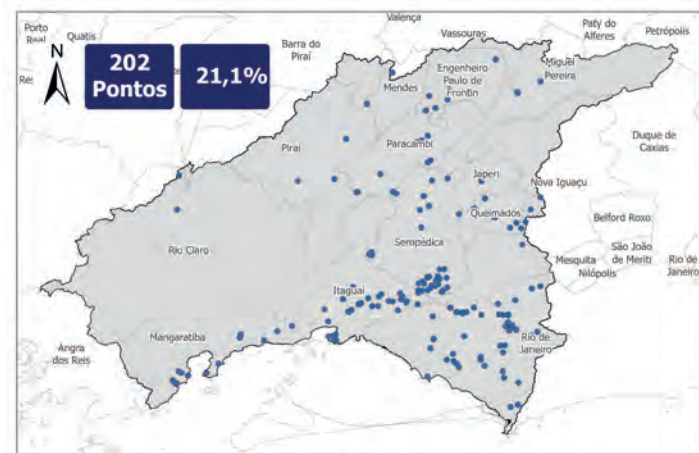 Porto
Real
Quatis
Barra do
Piraí
Valença
Vassouras
Paty do
Alferes
Petrópolis
N
202
Pontos
21,1%
Mendes
Engenheiro
Paulo de
Frontin
Miguel
Pereira
Piraí
Paracambi
Duque de
Caxias
Japeri
Nova Iguaçu
Queimados
Belford Roxo
Rio Claro
Seropédica
Mesquita
Nilópolis
São João
de Meriti
Rio de
Janeiro
Itaguaí
Mangaratiba
Angra
dos Reis
Rio de
Janeiro